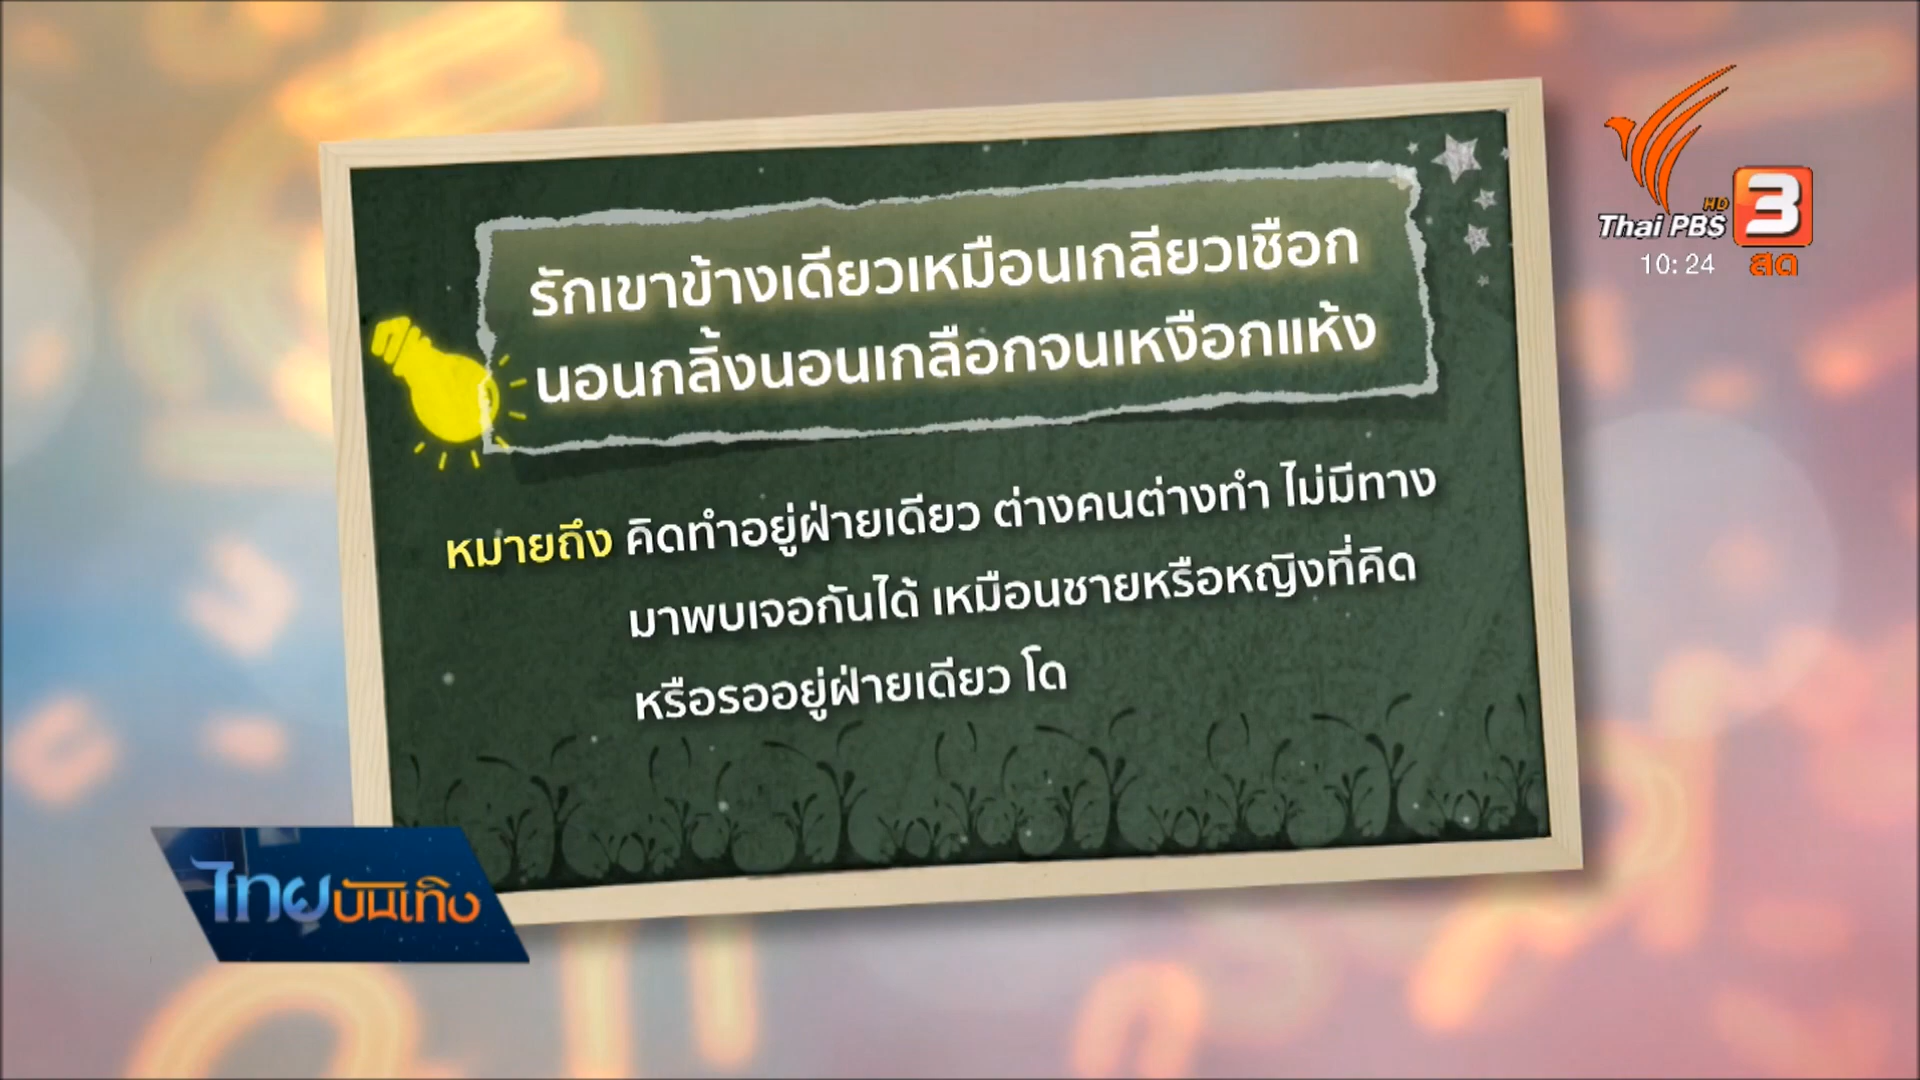 รักเขาข้างเดียวเหมือนเกลียวเชือก
นอนกลิ้งนอนเกลือกจนเหงือกแห้ง
หมายถึง คิดทำอยู่ฝ่ายเดียว ต่างคนต่างทำ ไม่มีทาง
มาพบเจอกันได้ เหมือนชายหรือหญิงที่คิด
หรือรออยู่ฝ่ายเดียว โด
Thai PBS HD 3
10:24 สด
ไทยบันเทิง